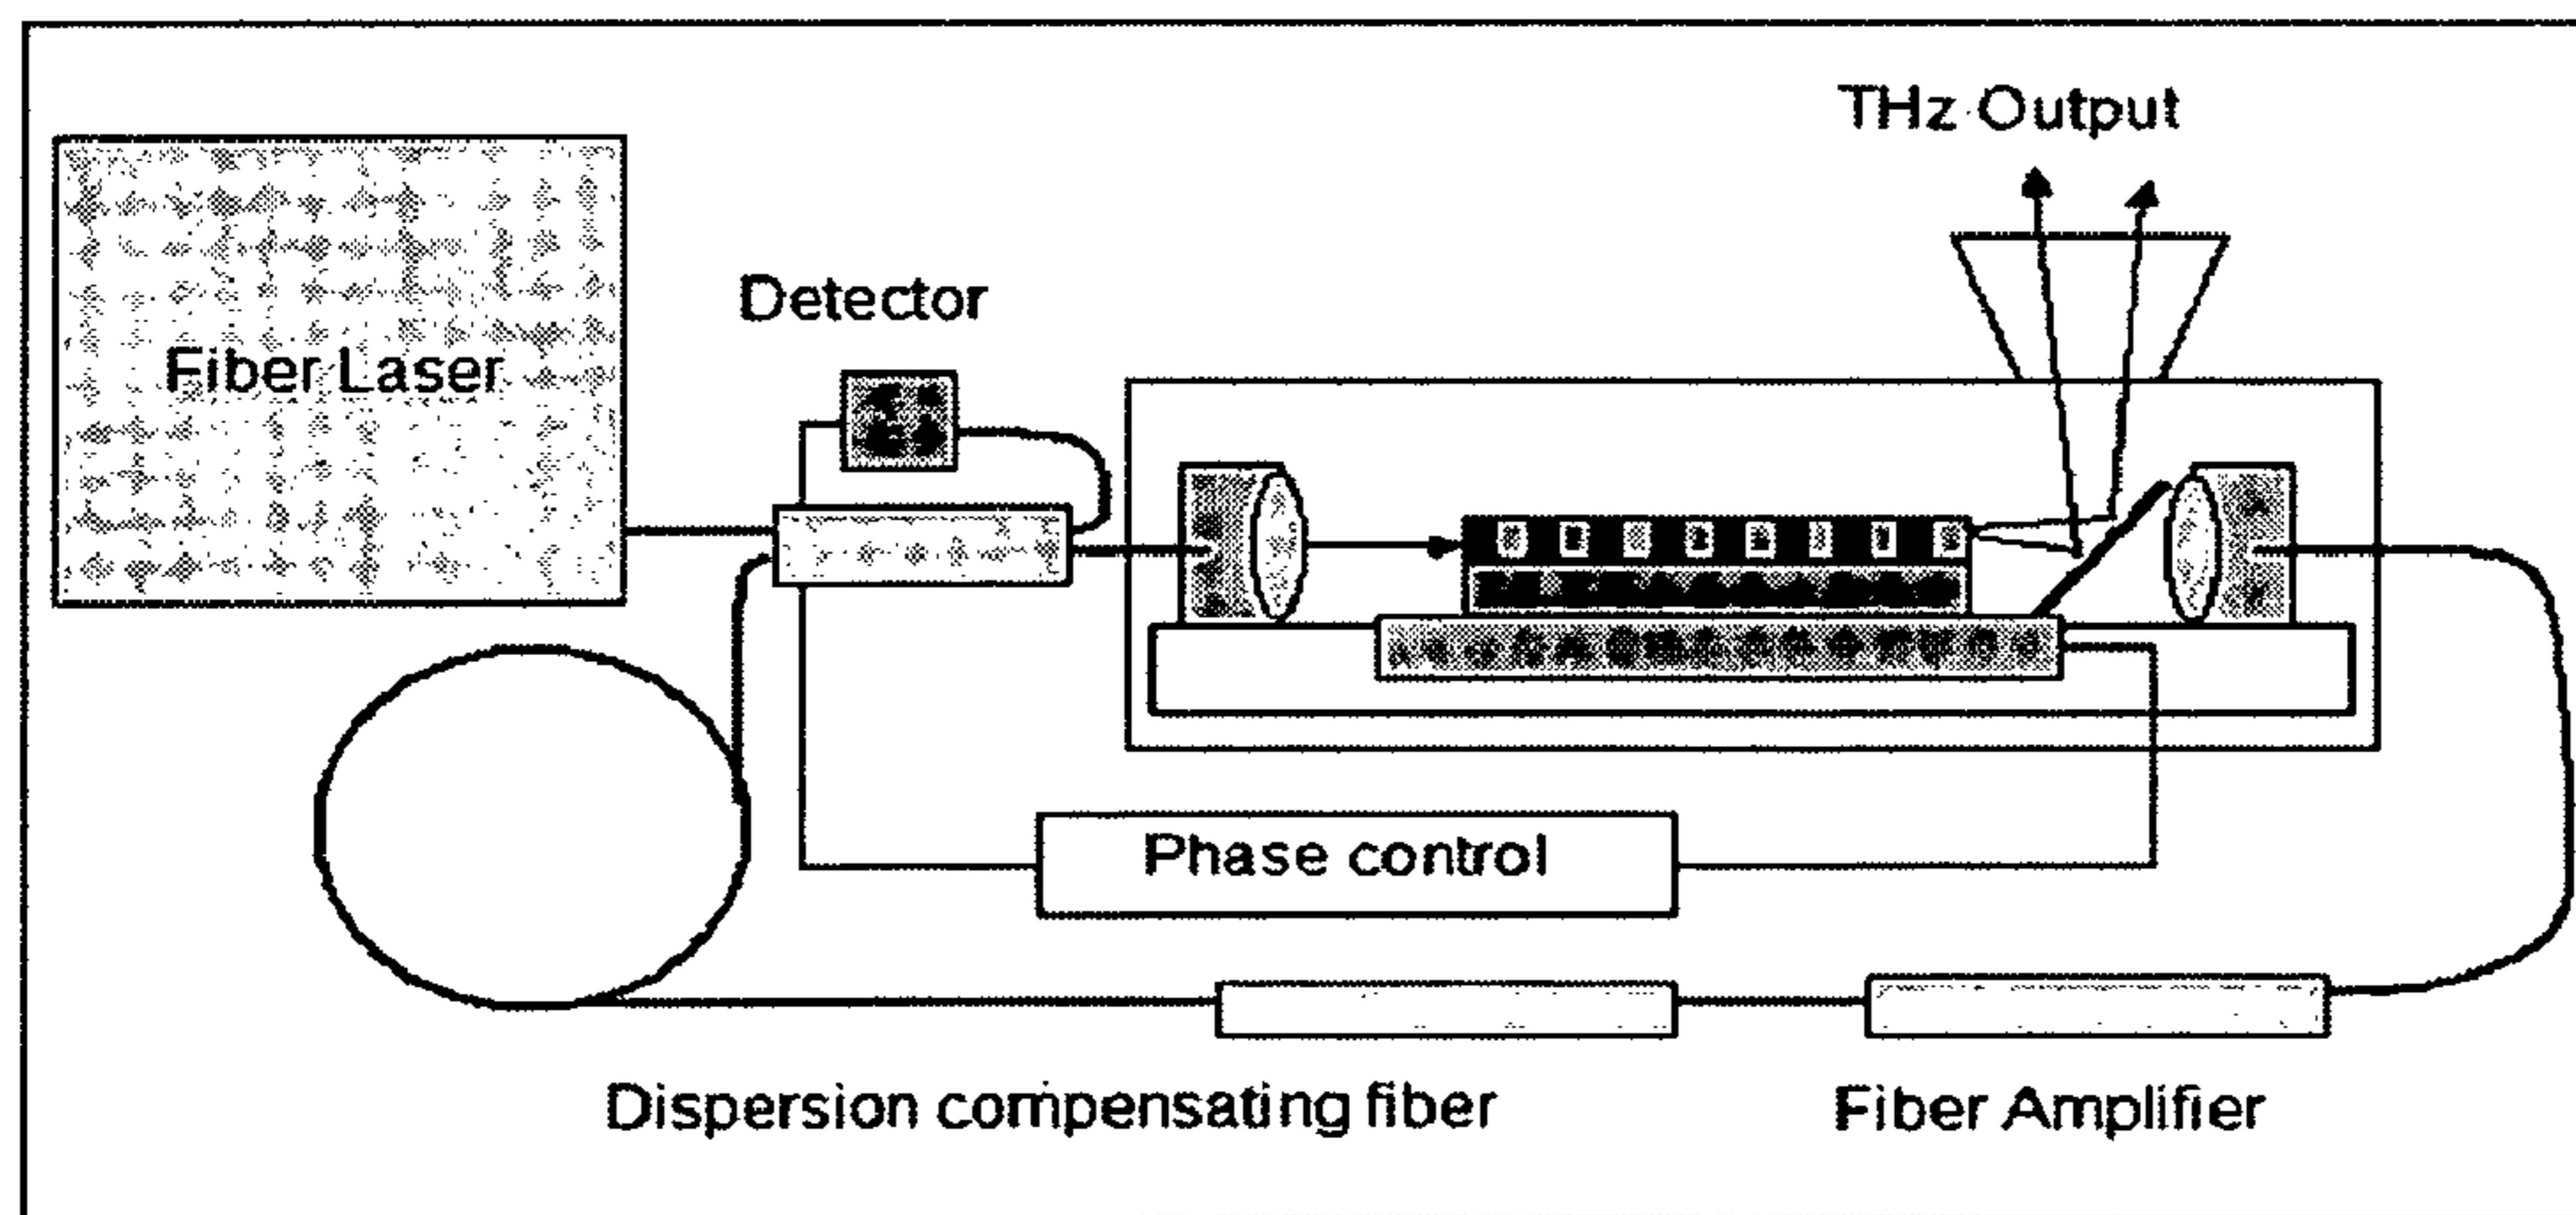 THz Output
Detector
Fiber Laser
Phase control
Dispersion compensating fiber
Fiber Amplifier